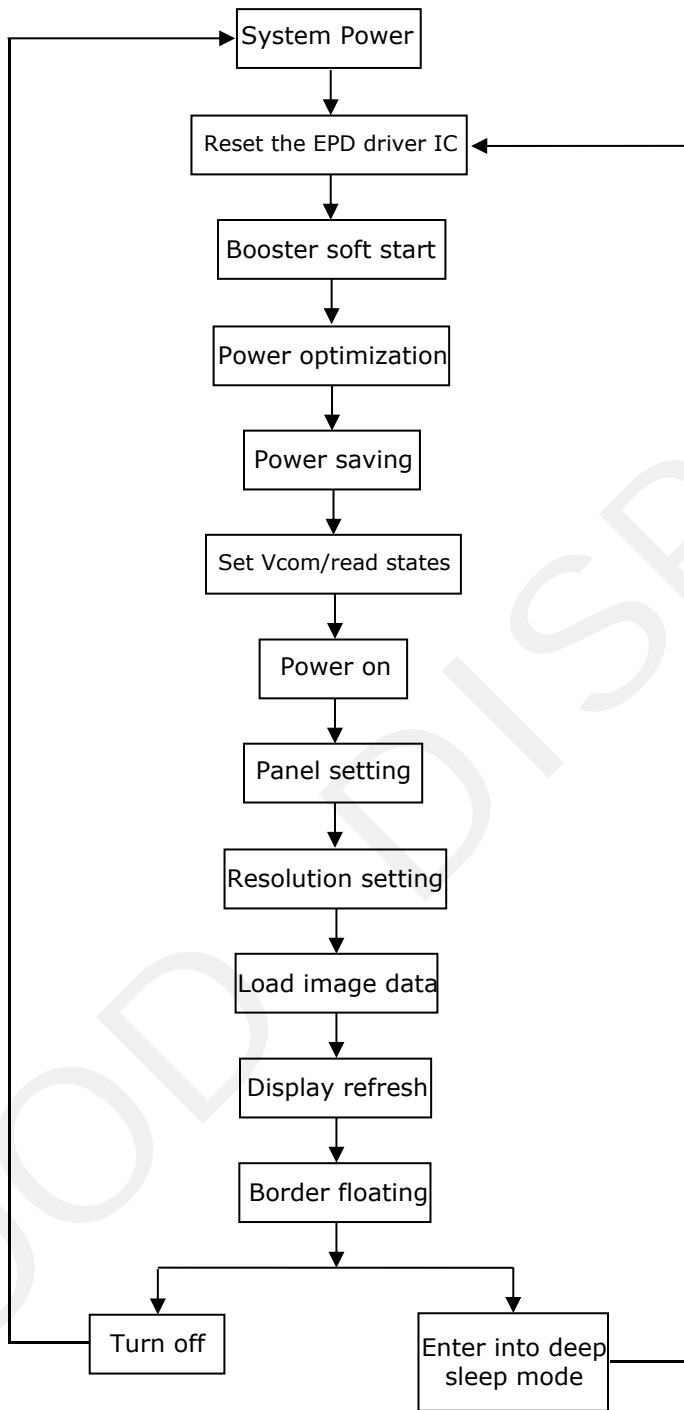 System Power
Reset the EPD driver IC
Booster soft start
Power optimization
Power saving
Set Vcom/read states
Power on
Panel setting
Resolution setting
Load image data
Display refresh
Border floating
Turn off
Enter into deep
sleep mode
OOD DISP